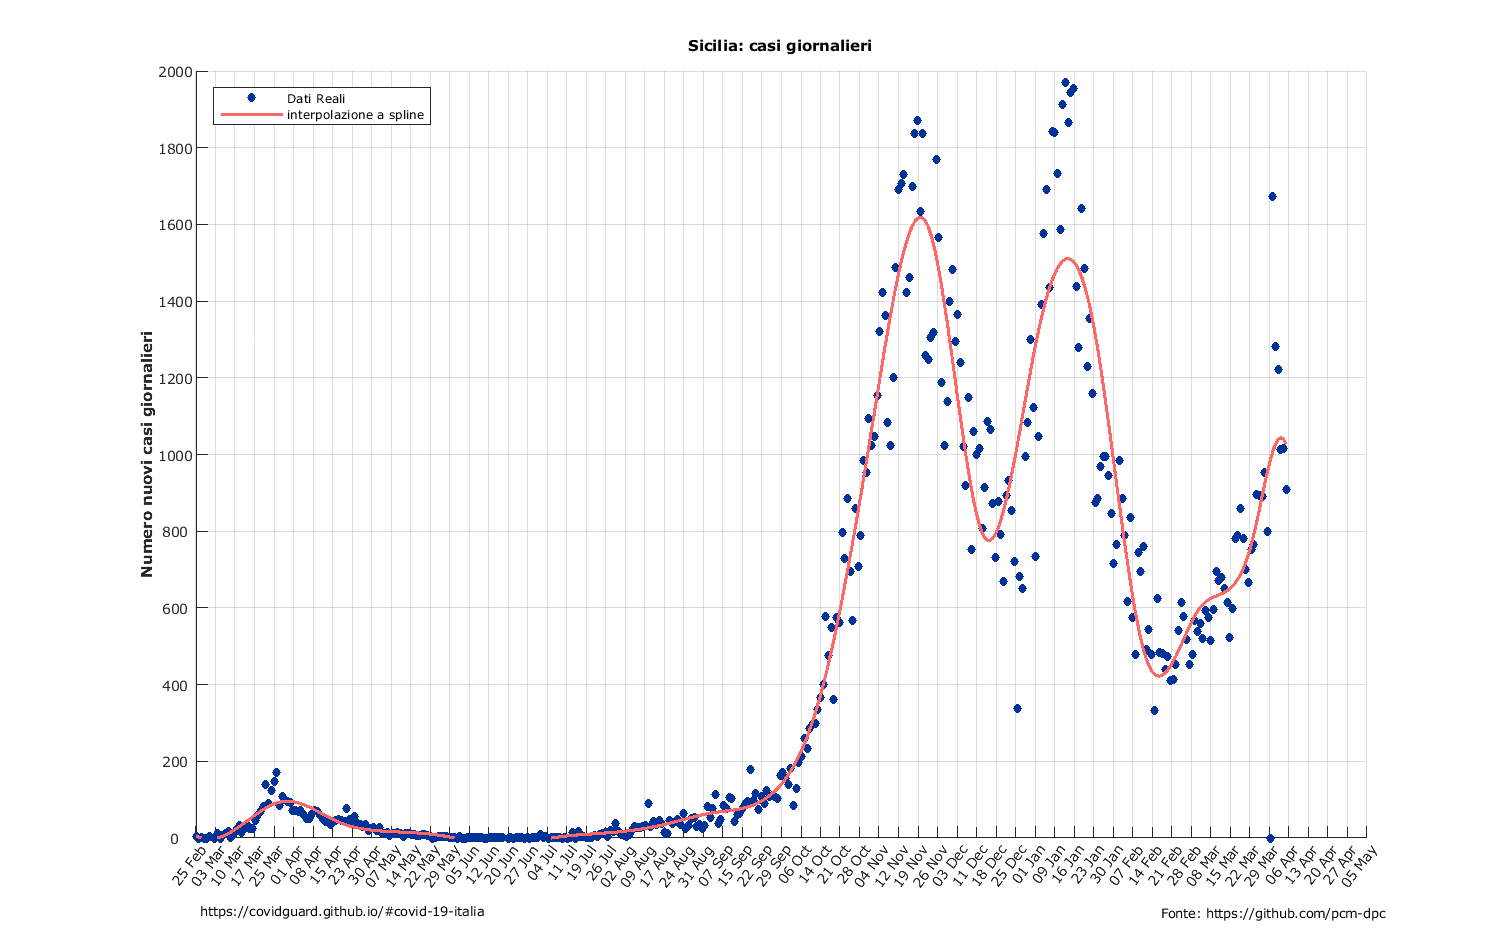 Sicilia: casi giornalieri
Dati Reali
interpolazione a spline
Numero nuovi casi giornalieri
2000
1800
1600
1400
1200
1000
800
600
400
200
0
25 Feb
03 Mar
10 Mar
17 Mar
25 Mar
01 Apr
08 Apr
15 Apr
23 Apr
30 Apr
07 May
14 May
22 May
29 May
05 Jun
12 Jun
20 Jun
27 Jun
04 Jul
11 Jul
19 Jul
26 Jul
02 Aug
09 Aug
17 Aug
24 Aug
31 Aug
07 Sep
15 Sep
22 Sep
29 Sep
06 Oct
14 Oct
21 Oct
28 Oct
04 Nov
12 Nov
19 Nov
26 Nov
03 Dec
11 Dec
18 Dec
25 Dec
01 Jan
09 Jan
16 Jan
23 Jan
30 Jan
07 Feb
14 Feb
21 Feb
28 Feb
08 Mar
15 Mar
22 Mar
29 Mar
06 Apr
13 Apr
20 Apr
27 Apr
05 May
https://covidguard.github.io/#covid-19-italia
Fonte: https://github.com/pcm-dpc